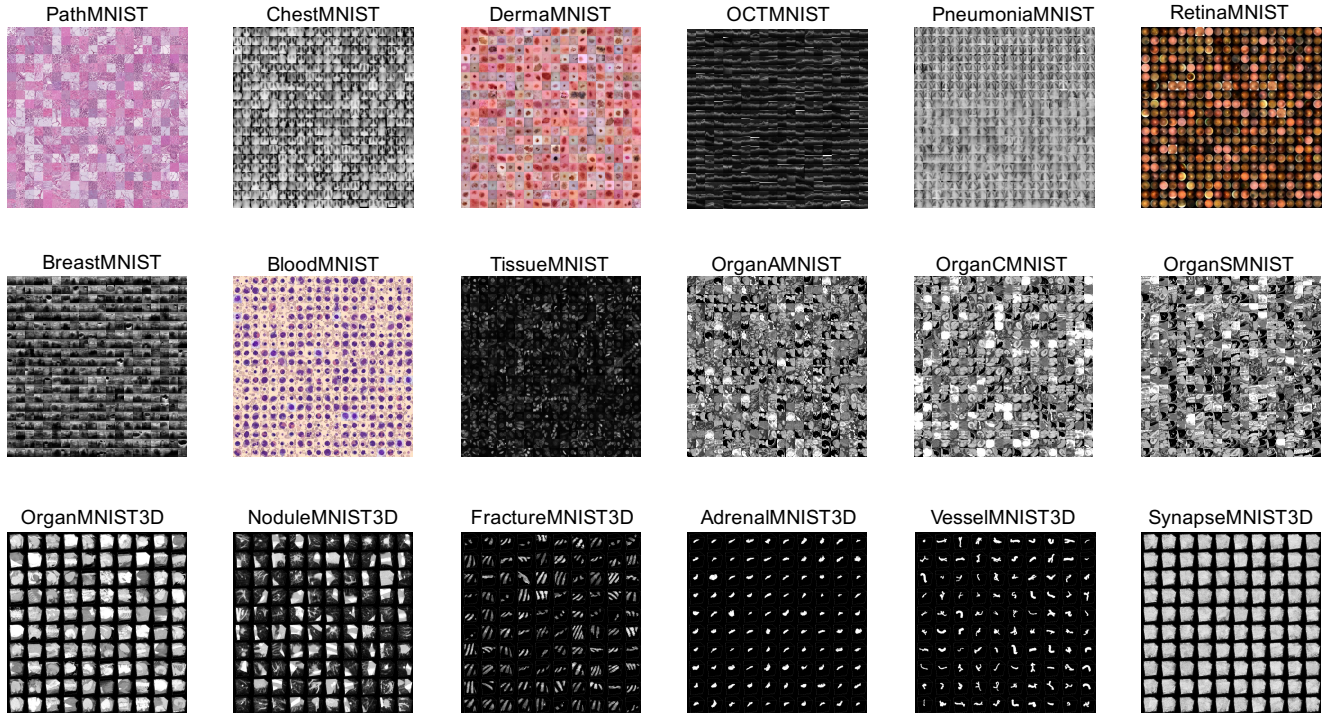 PathMNIST
ChestMNIST
DermaMNIST
OCTMNIST
PneumoniaMNIST
RetinaMNIST
BreastMNIST
BloodMNIST
TissueMNIST
OrganAMNIST
OrganCMNIST
OrganSMNIST
OrganMNIST3D
NoduleMNIST3D
FractureMNIST3D
AdrenalMNIST3D
VesselMNIST3D
SynapseMNIST3D